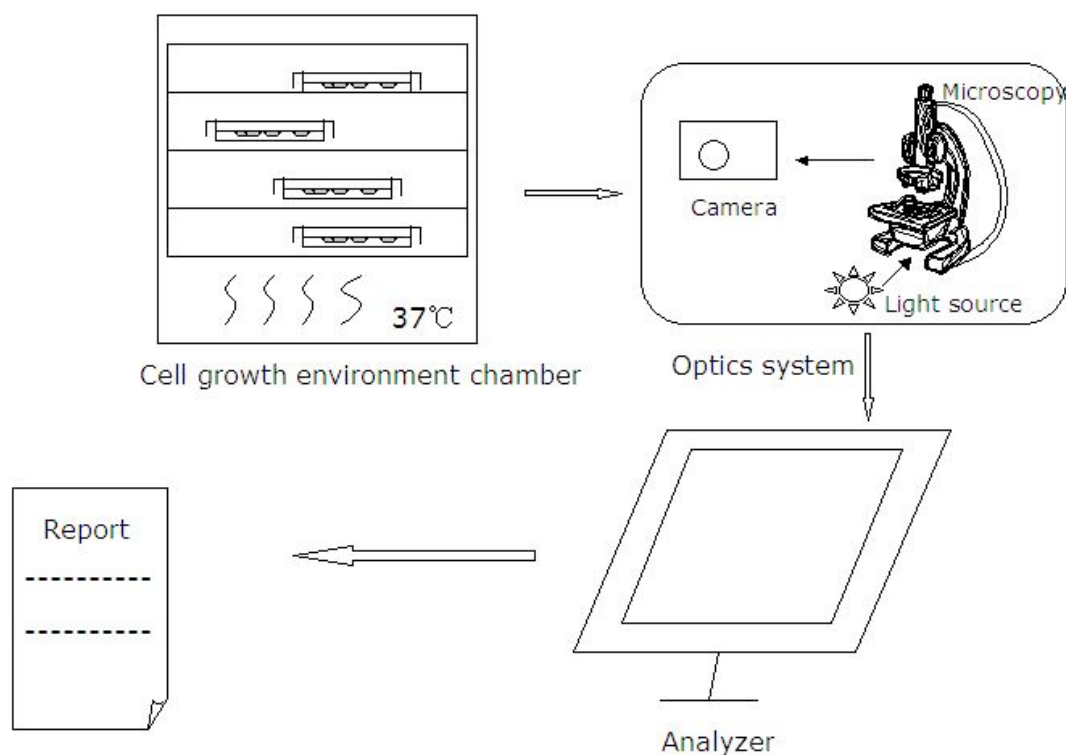 37℃
Cell growth environment chamber
Microscopy
Camera
Light source
Optics system
Analyzer
Report